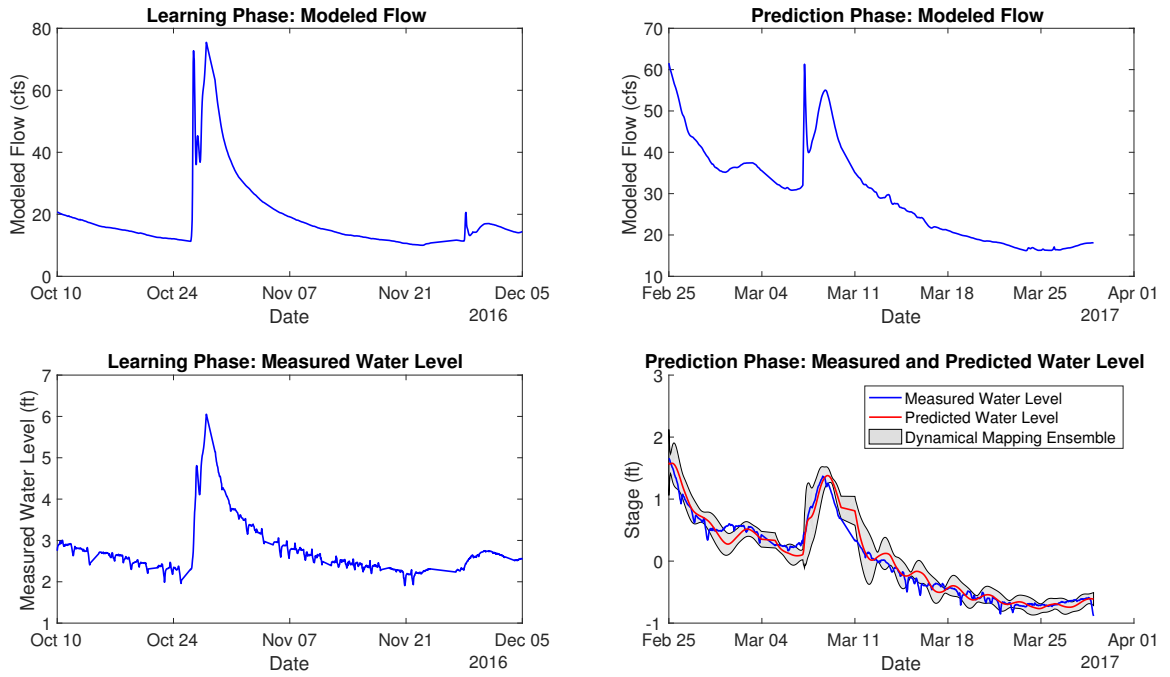 Learning Phase: Modeled Flow
Modeled Flow (cfs)
80
60
40
20
0
Oct 10 Oct 24 Nov 07 Nov 21 Dec 05
Date
2016
Prediction Phase: Modeled Flow
Modeled Flow (cfs)
70
60
50
40
30
20
10
Feb 25 Mar 04 Mar 11 Mar 18 Mar 25 Apr 01
Date
2017
Learning Phase: Measured Water Level
Measured Water Level (ft)
7
6
5
4
3
2
1
Oct 10 Oct 24 Nov 07 Nov 21 Dec 05
Date
2016
Prediction Phase: Measured and Predicted Water Level
Stage (ft)
3
2
1
0
-1
Measured Water Level
Predicted Water Level
Dynamical Mapping Ensemble
Feb 25 Mar 04 Mar 11 Mar 18 Mar 25 Apr 01
Date
2017